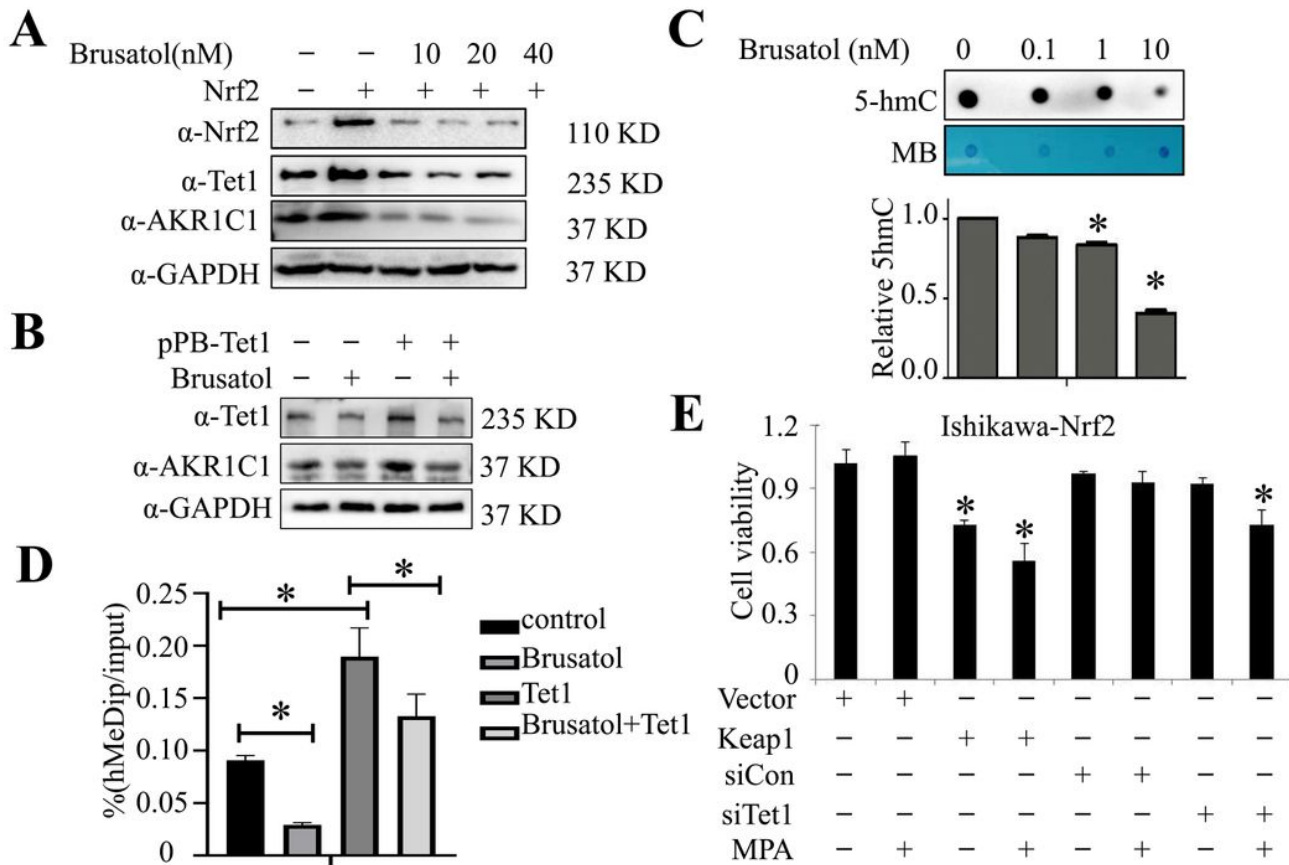 A
Brusatol(nM) – – 10 20 40
Nrf2 – + + + +
α-Nrf2 110 KD
α-Tet1 235 KD
α-AKR1C1 37 KD
α-GAPDH 37 KD
B
pPB-Tet1 – – + +
Brusatol – + – +
α-Tet1 235 KD
α-AKR1C1 37 KD
α-GAPDH 37 KD
C
Brusatol (nM) 0 0.1 1 10
5-hmC
MB
Relative 5hmC
1.0
0.5
0.0
* *
D
%(hMeDip/input)
0.25
0.20
0.15
0.10
0.05
0
* * *
control
Brusatol
Tet1
Brusatol+Tet1
E
Ishikawa-Nrf2
Cell viability
1.2
0.9
0.6
0.3
0
* * *
Vector + + – – – – – –
Keap1 – – + + – – – –
siCon – – – – + + – –
siTet1 – – – – – – + +
MPA – + – + – + – +